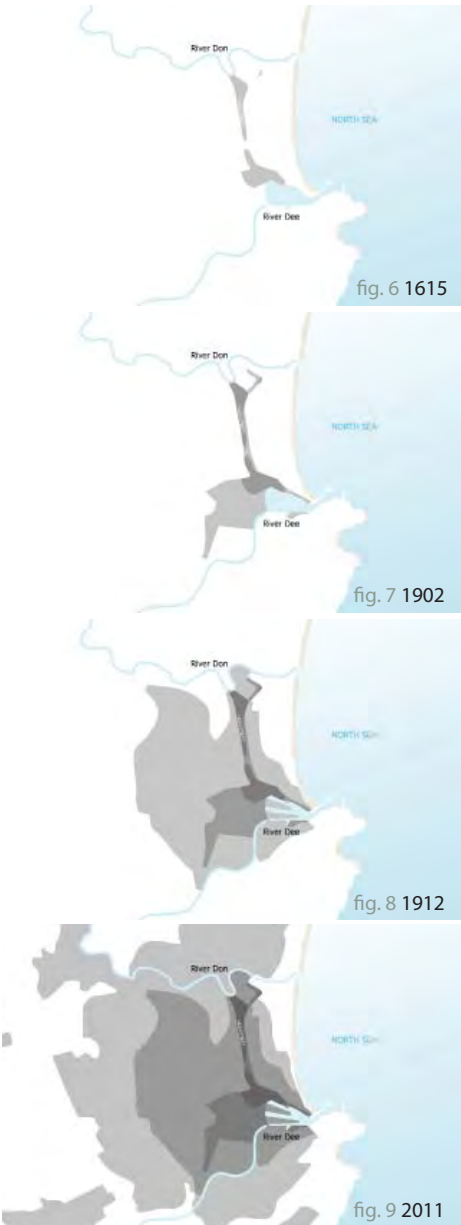 River Don
NORTH SEA
River Dee
fig. 6 1615
River Don
NORTH SEA
River Dee
fig. 7 1902
River Don
NORTH SEA
River Dee
fig. 8 1912
River Don
NORTH SEA
River Dee
fig. 9 2011